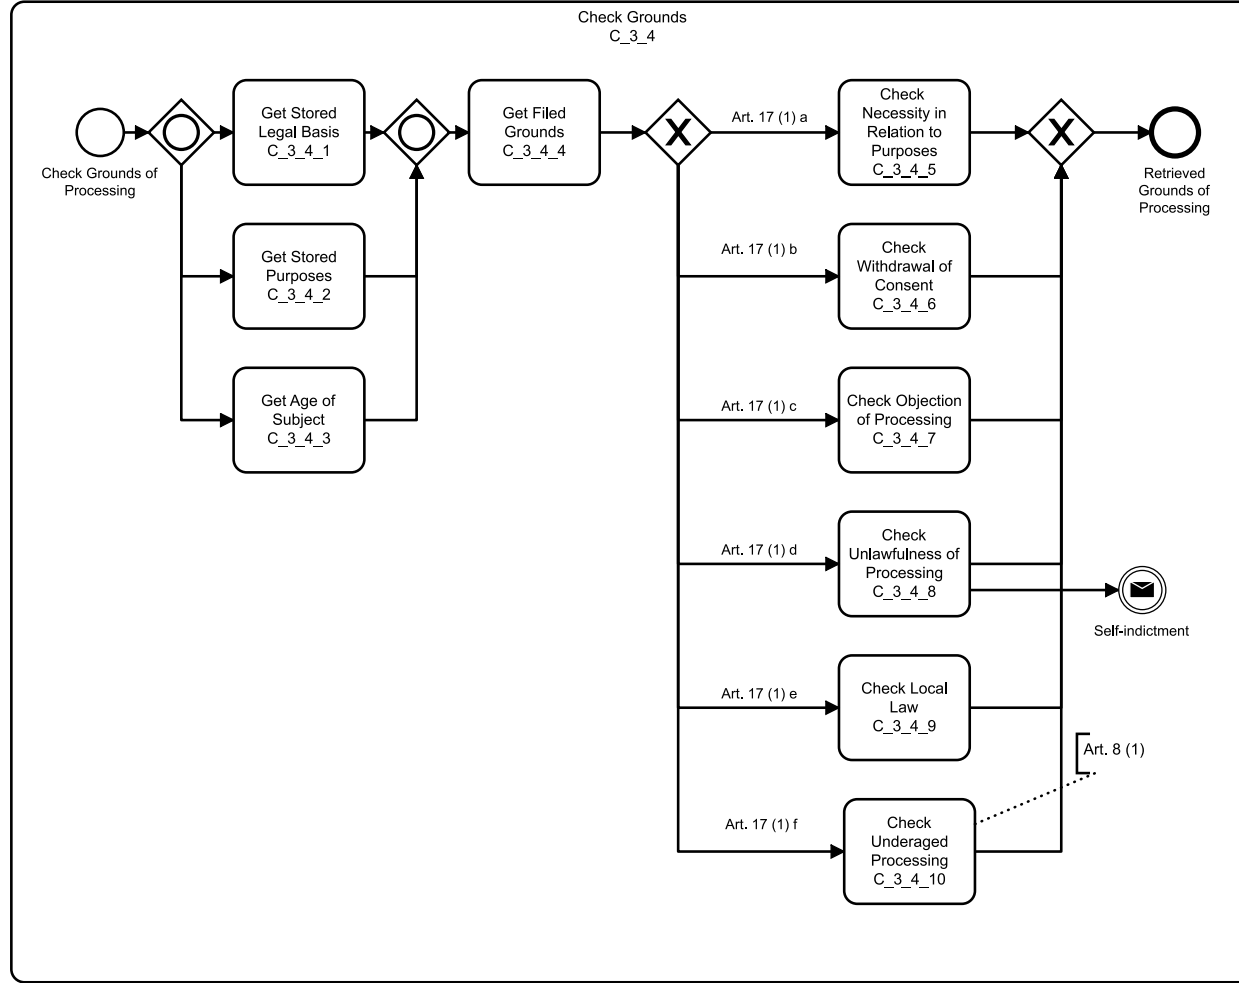 Check Grounds
C_3_4
Check Grounds of
Processing
Get Stored
Legal Basis
C_3_4_1
Get Stored
Purposes
C_3_4_2
Get Age of
Subject
C_3_4_3
Get Filed
Grounds
C_3_4_4
X
Art. 17 (1) a
Check
Necessity in
Relation to
Purposes
C_3_4_5
Art. 17 (1) b
Check
Withdrawal of
Consent
C_3_4_6
Art. 17 (1) c
Check Objection
of Processing
C_3_4_7
Art. 17 (1) d
Check
Unlawfulness of
Processing
C_3_4_8
Art. 17 (1) e
Check Local
Law
C_3_4_9
Art. 17 (1) f
Check
Underaged
Processing
C_3_4_10
X
Retrieved
Grounds of
Processing
Self-indictment
Art. 8 (1)